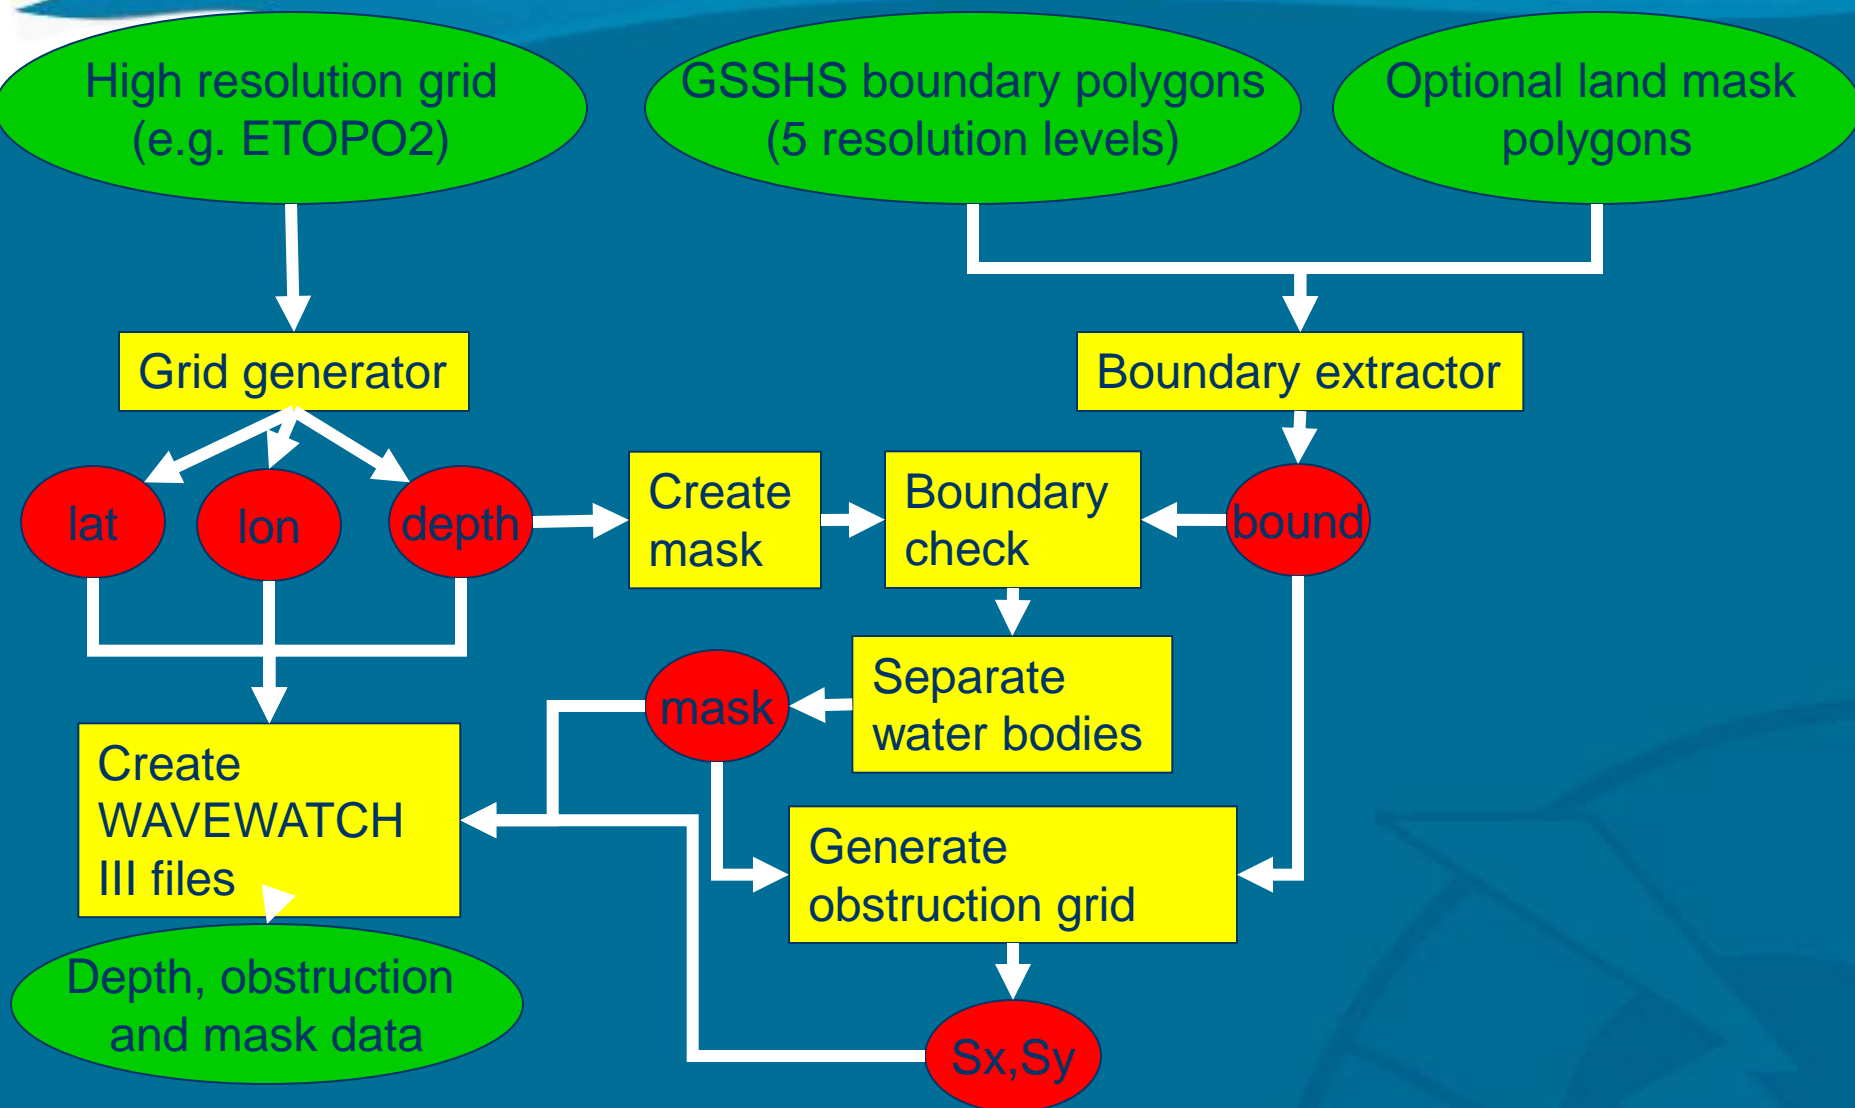 High resolution grid
(e.g. ETOPO2)
GSSHS boundary polygons
(5 resolution levels)
Optional land mask
polygons
Grid generator
Boundary extractor
lat
lon
depth
Create
mask
Boundary
check
bound
mask
Separate
water bodies
Create
WAVEWATCH
III files
Generate
obstruction grid
Depth, obstruction
and mask data
Sx,Sy